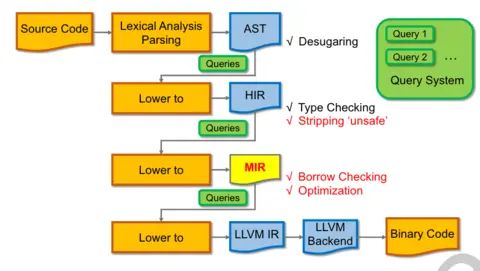 Source Code
Lexical Analysis
Parsing
AST
√ Desugaring
Query 1
Query 2 ...
Query System
Queries
Lower to
HIR
√ Type Checking
√ Stripping ‘unsafe’
Queries
Lower to
MIR
√ Borrow Checking
√ Optimization
Queries
Lower to
LLVM IR
LLVM
Backend
Binary Code